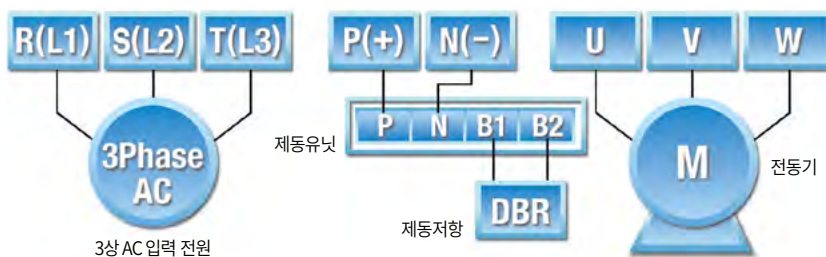 R(L1) S(L2) T(L3) P(+) N(−) U V W
제동유닛 P N B1 B2
3Phase
AC
M 전동기
제동저항 DBR
3상 AC 입력 전원